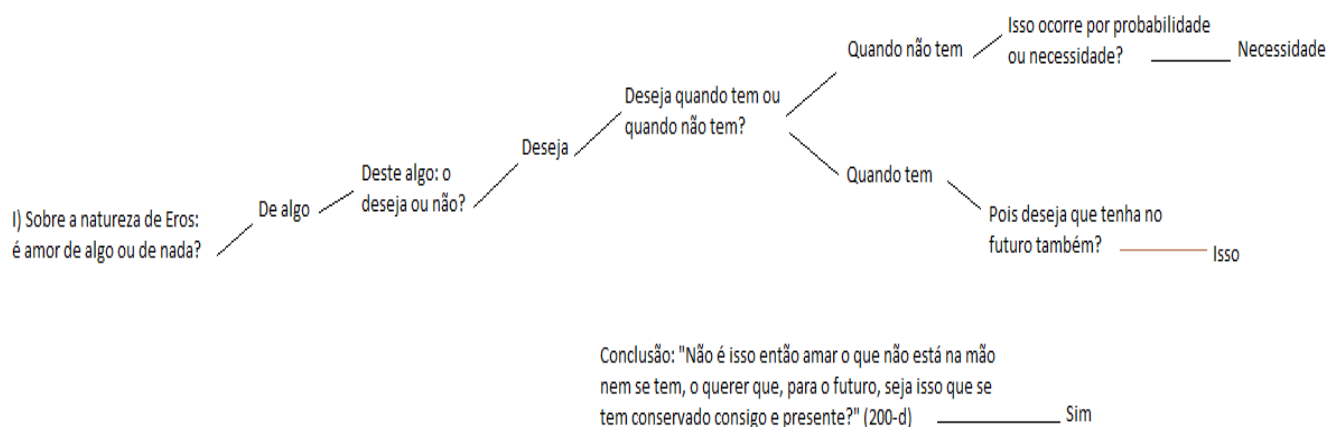 I) Sobre a natureza de Eros:
é amor de algo ou de nada?
De algo
Deste algo: o
deseja ou não?
Deseja
Deseja quando tem ou
quando não tem?
Quando não tem
Isso ocorre por probabilidade
ou necessidade?
Necessidade
Quando tem
Pois deseja que tenha no
futuro também?
Isso
Conclusão: "Não é isso então amar o que não está na mão
nem se tem, o querer que, para o futuro, seja isso que se
tem conservado consigo e presente?" (200-d)
Sim